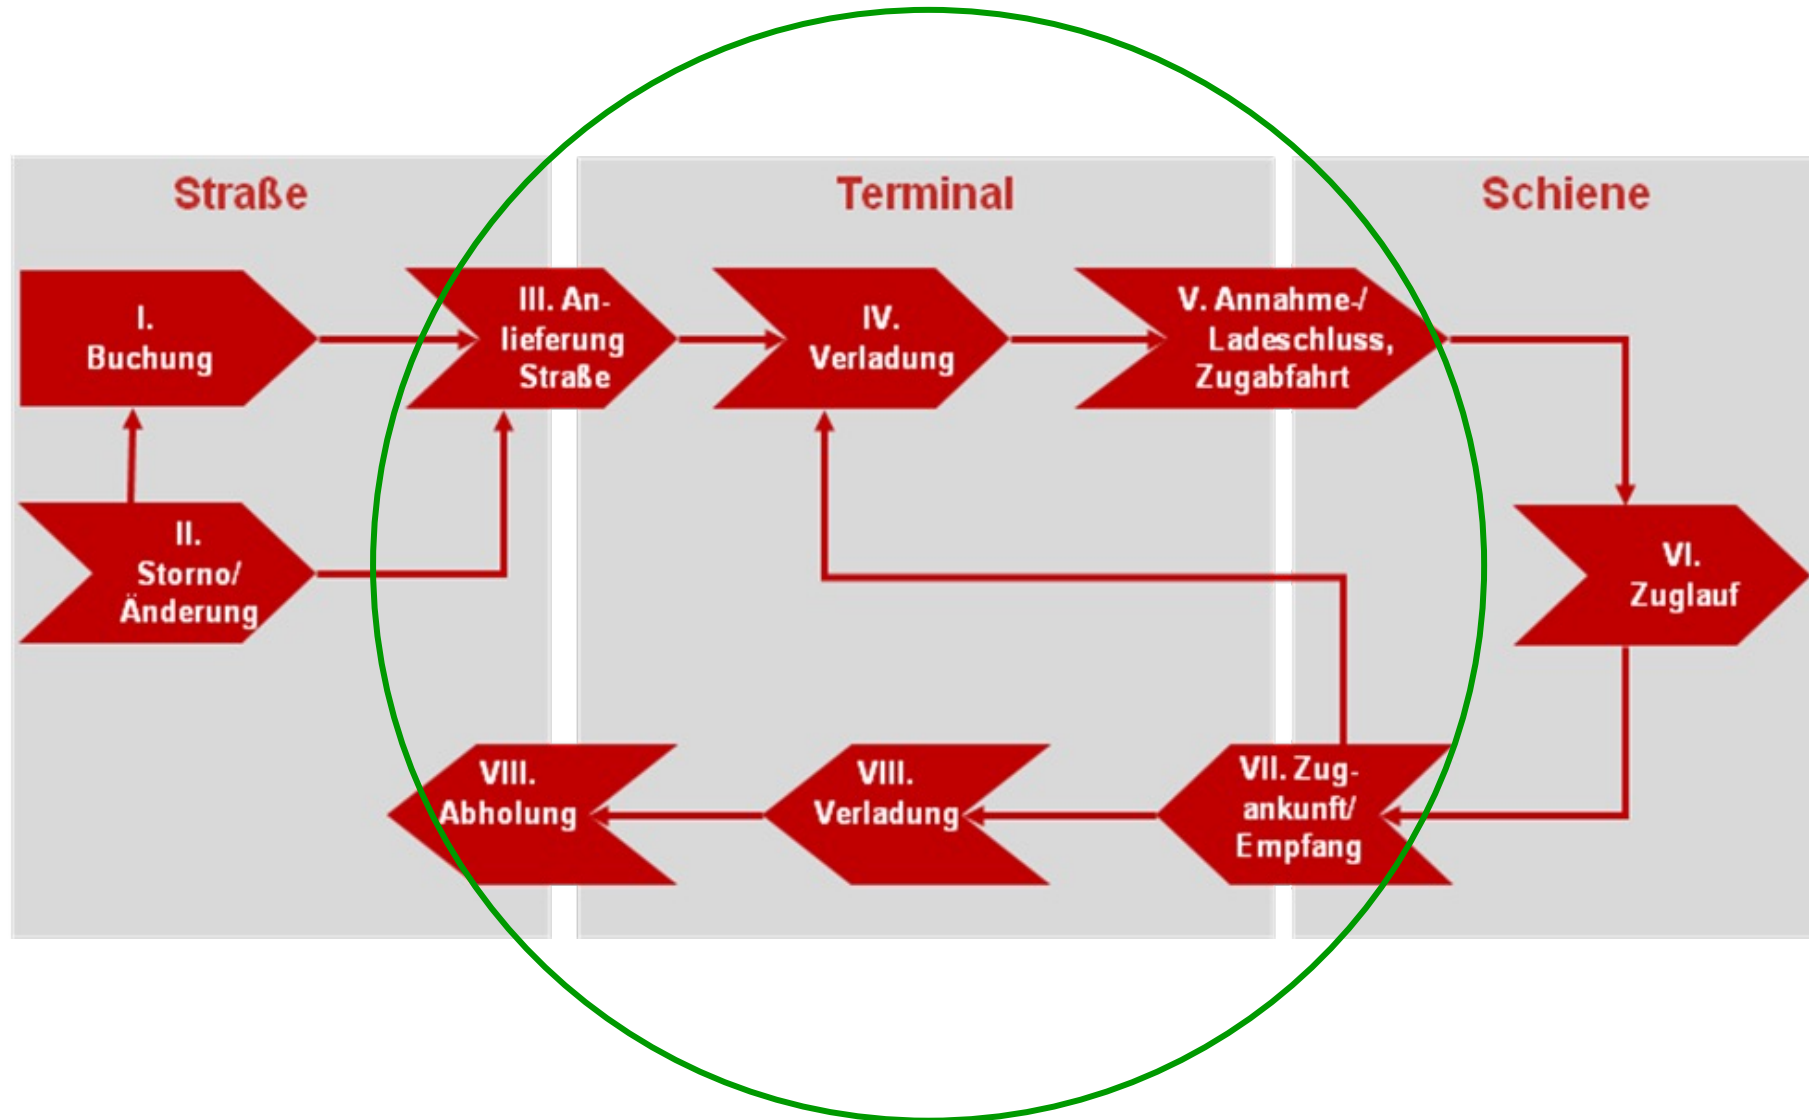 Straße
Terminal
Schiene
I.
Buchung
III. An-
lieferung
Straße
IV.
Verladung
V. Annahme-/
Ladeschluss,
Zugabfahrt
II.
Storno/
Änderung
VI.
Zuglauf
VIII.
Abholung
VIII.
Verladung
VII. Zug-
ankunft/
Empfang